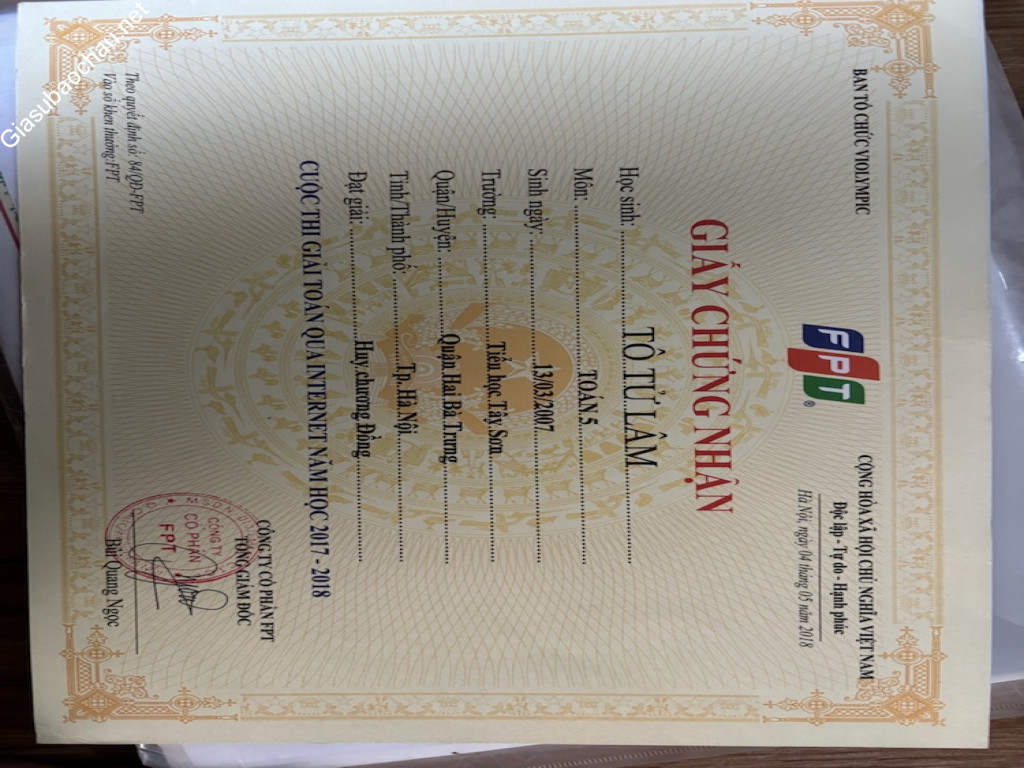 BAN TỔ CHỨC VIOLYMPIC
FPT®
CỘNG HÒA XÃ HỘI CHỦ NGHĨA VIỆT NAM
Độc lập - Tự do - Hạnh phúc
Hà Nội, ngày 04 tháng 05 năm 2018
GIẤY CHỨNG NHẬN
Học sinh: TÔ TỬ LÂM
Môn: TOÁN 5
Sinh ngày: 13/03/2007
Trường: Tiểu học Tây Sơn
Quận/Huyện: Quận Hai Bà Trưng
Tỉnh/Thành phố: Tp. Hà Nội
Đạt giải: Huy chương Đồng
CUỘC THI GIẢI TOÁN QUA INTERNET NĂM HỌC 2017 - 2018
CÔNG TY CỔ PHẦN FPT
TỔNG GIÁM ĐỐC
CÔNG TY
CỔ PHẦN
FPT
Bùi Quang Ngọc
Theo quyết định số: 84/QĐ-FPT
Vào sổ khen thưởng:FPT
Giasubaochau.net